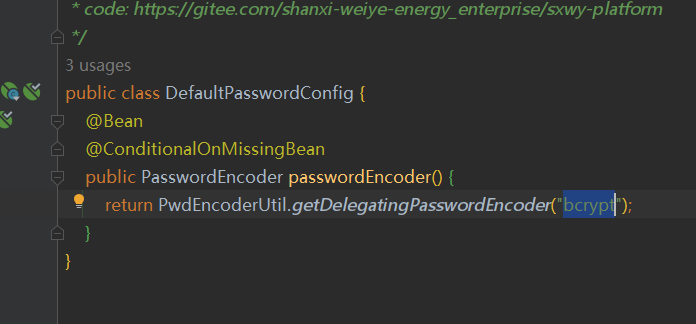 * code: https://gitee.com/shanxi-weiye-energy_enterprise/sxwy-platform
*/
3 usages
public class DefaultPasswordConfig {
@Bean
@ConditionalOnMissingBean
public PasswordEncoder passwordEncoder() {
return PwdEncoderUtil.getDelegatingPasswordEncoder("bcrypt");
}
}